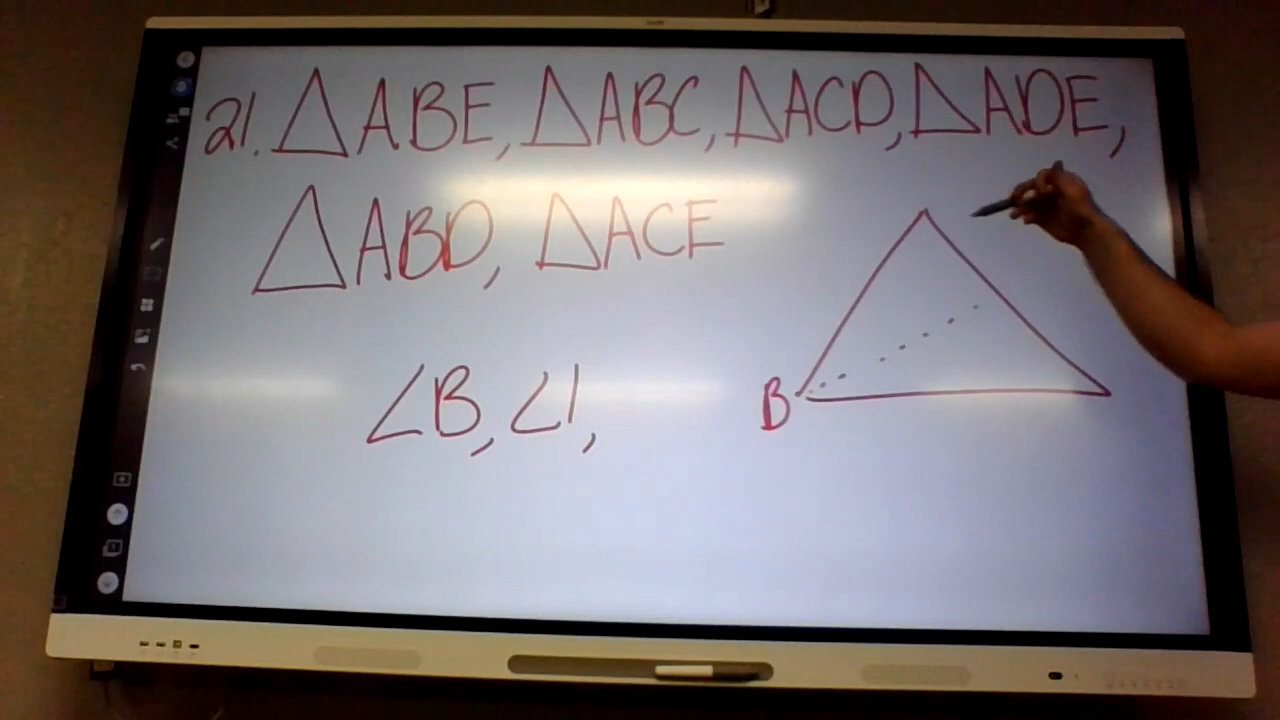 21. △ABE, △ABC, △ACD, △ADE,
△ABD, △ACE
∠B, ∠1,
B